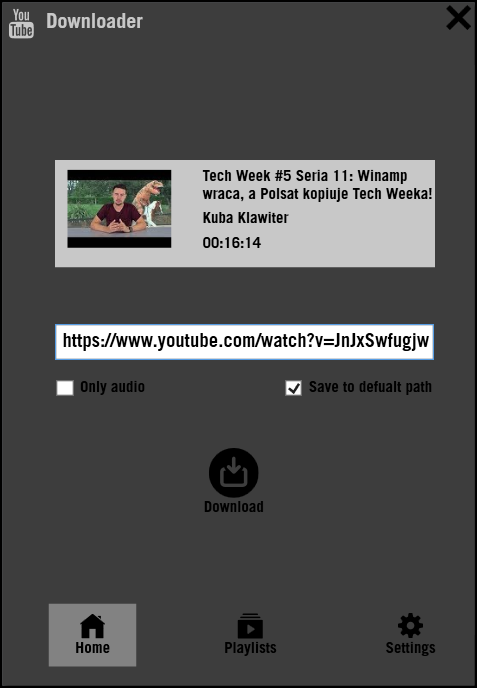 You
Tube
Downloader
Tech Week #5 Seria 11: Winamp
wraca, a Polsat kopiuje Tech Weeka!
Kuba Klawiter
00:16:14
https://www.youtube.com/watch?v=JnJxSwfugjw
Only audio
Save to defualt path
Download
Home
Playlists
Settings